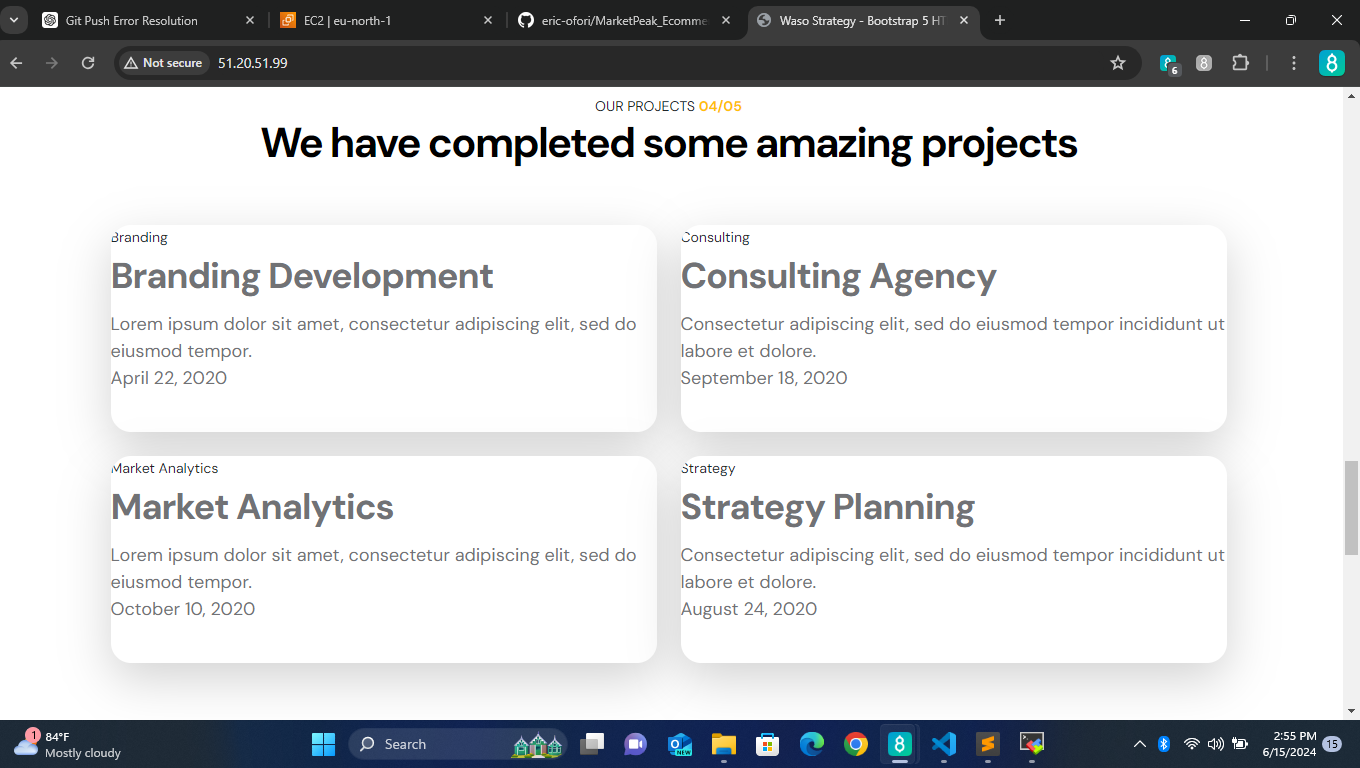 Git Push Error Resolution
EC2 | eu-north-1
eric-ofori/MarketPeak_Ecomme
Waso Strategy - Bootstrap 5 HT
Not secure
51.20.51.99
6
OUR PROJECTS 04/05
We have completed some amazing projects
Branding
Branding Development
Lorem ipsum dolor sit amet, consectetur adipiscing elit, sed do
eiusmod tempor.
April 22, 2020
Consulting
Consulting Agency
Consectetur adipiscing elit, sed do eiusmod tempor incididunt ut
labore et dolore.
September 18, 2020
Market Analytics
Market Analytics
Lorem ipsum dolor sit amet, consectetur adipiscing elit, sed do
eiusmod tempor.
October 10, 2020
Strategy
Strategy Planning
Consectetur adipiscing elit, sed do eiusmod tempor incididunt ut
labore et dolore.
August 24, 2020
1
84°F
Mostly cloudy
Search
NEW
2:55 PM
6/15/2024
15